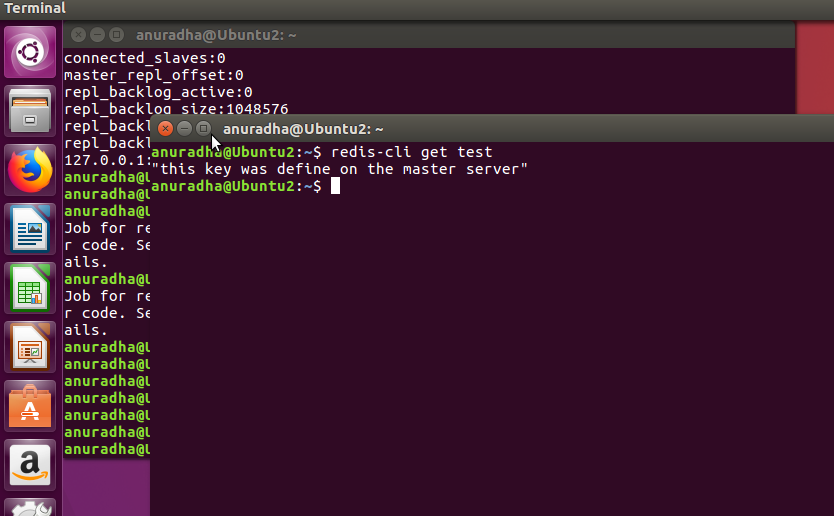 Terminal
anuradha@Ubuntu2: ~
connected_slaves:0
master_repl_offset:0
repl_backlog_active:0
repl_backlog_size:1048576
repl_back
repl_back
127.0.0.1:
anuradha@U
anuradha@U
anuradha@U
Job for re
r code. Se
ails.
anuradha@U
Job for re
r code. Se
ails.
anuradha@U
anuradha@U
anuradha@U
anuradha@U
anuradha@U
anuradha@U
anuradha@U
anuradha@Ubuntu2: ~
anuradha@Ubuntu2:~$ redis-cli get test
"this key was define on the master server"
anuradha@Ubuntu2:~$